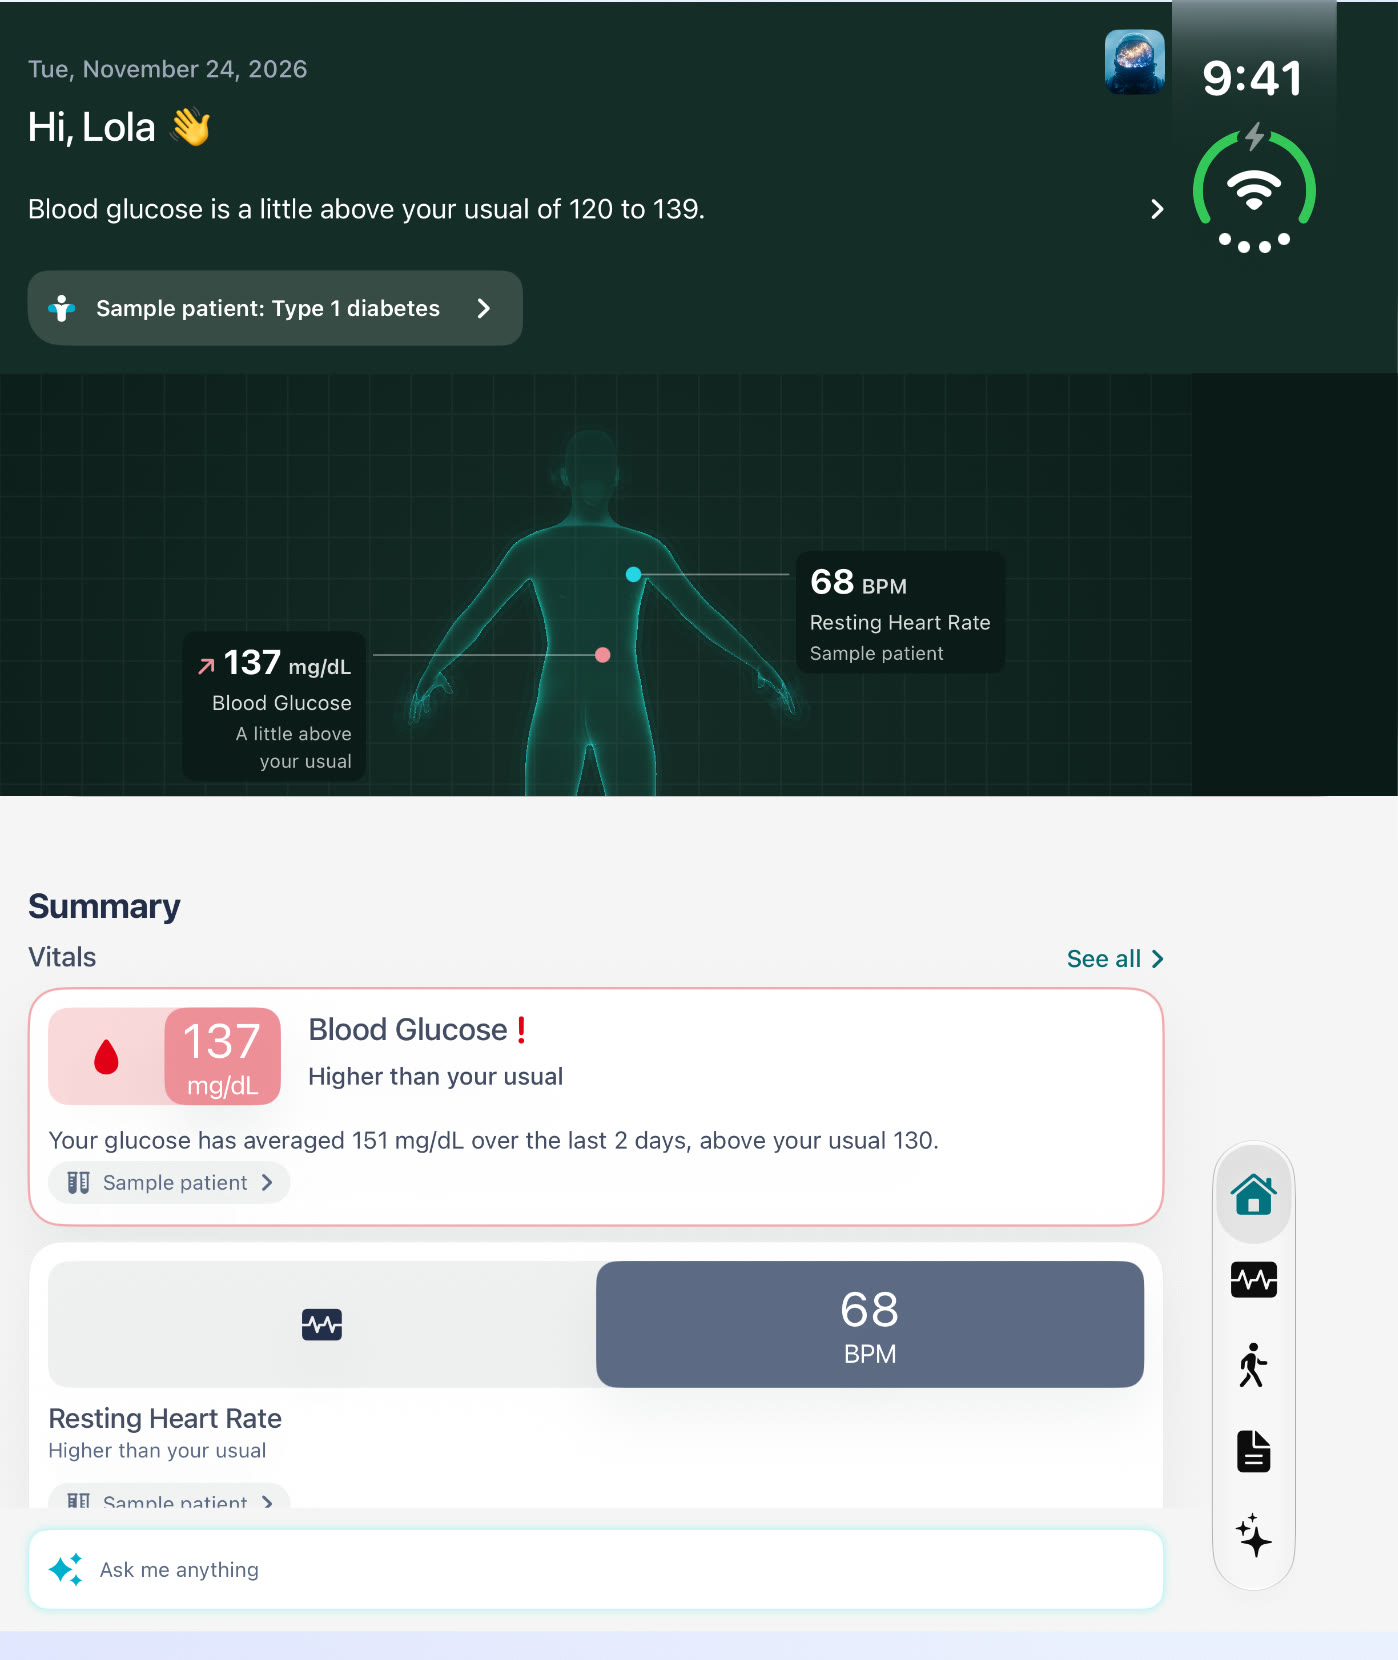 Tue, November 24, 2026
9:41
Hi, Lola 👋
Blood glucose is a little above your usual of 120 to 139.
Sample patient: Type 1 diabetes
68 BPM
Resting Heart Rate
Sample patient
137 mg/dL
Blood Glucose
A little above
your usual
Summary
Vitals
See all
137
mg/dL
Blood Glucose❗
Higher than your usual
Your glucose has averaged 151 mg/dL over the last 2 days, above your usual 130.
Sample patient
68
BPM
Resting Heart Rate
Higher than your usual
Sample patient
Ask me anything